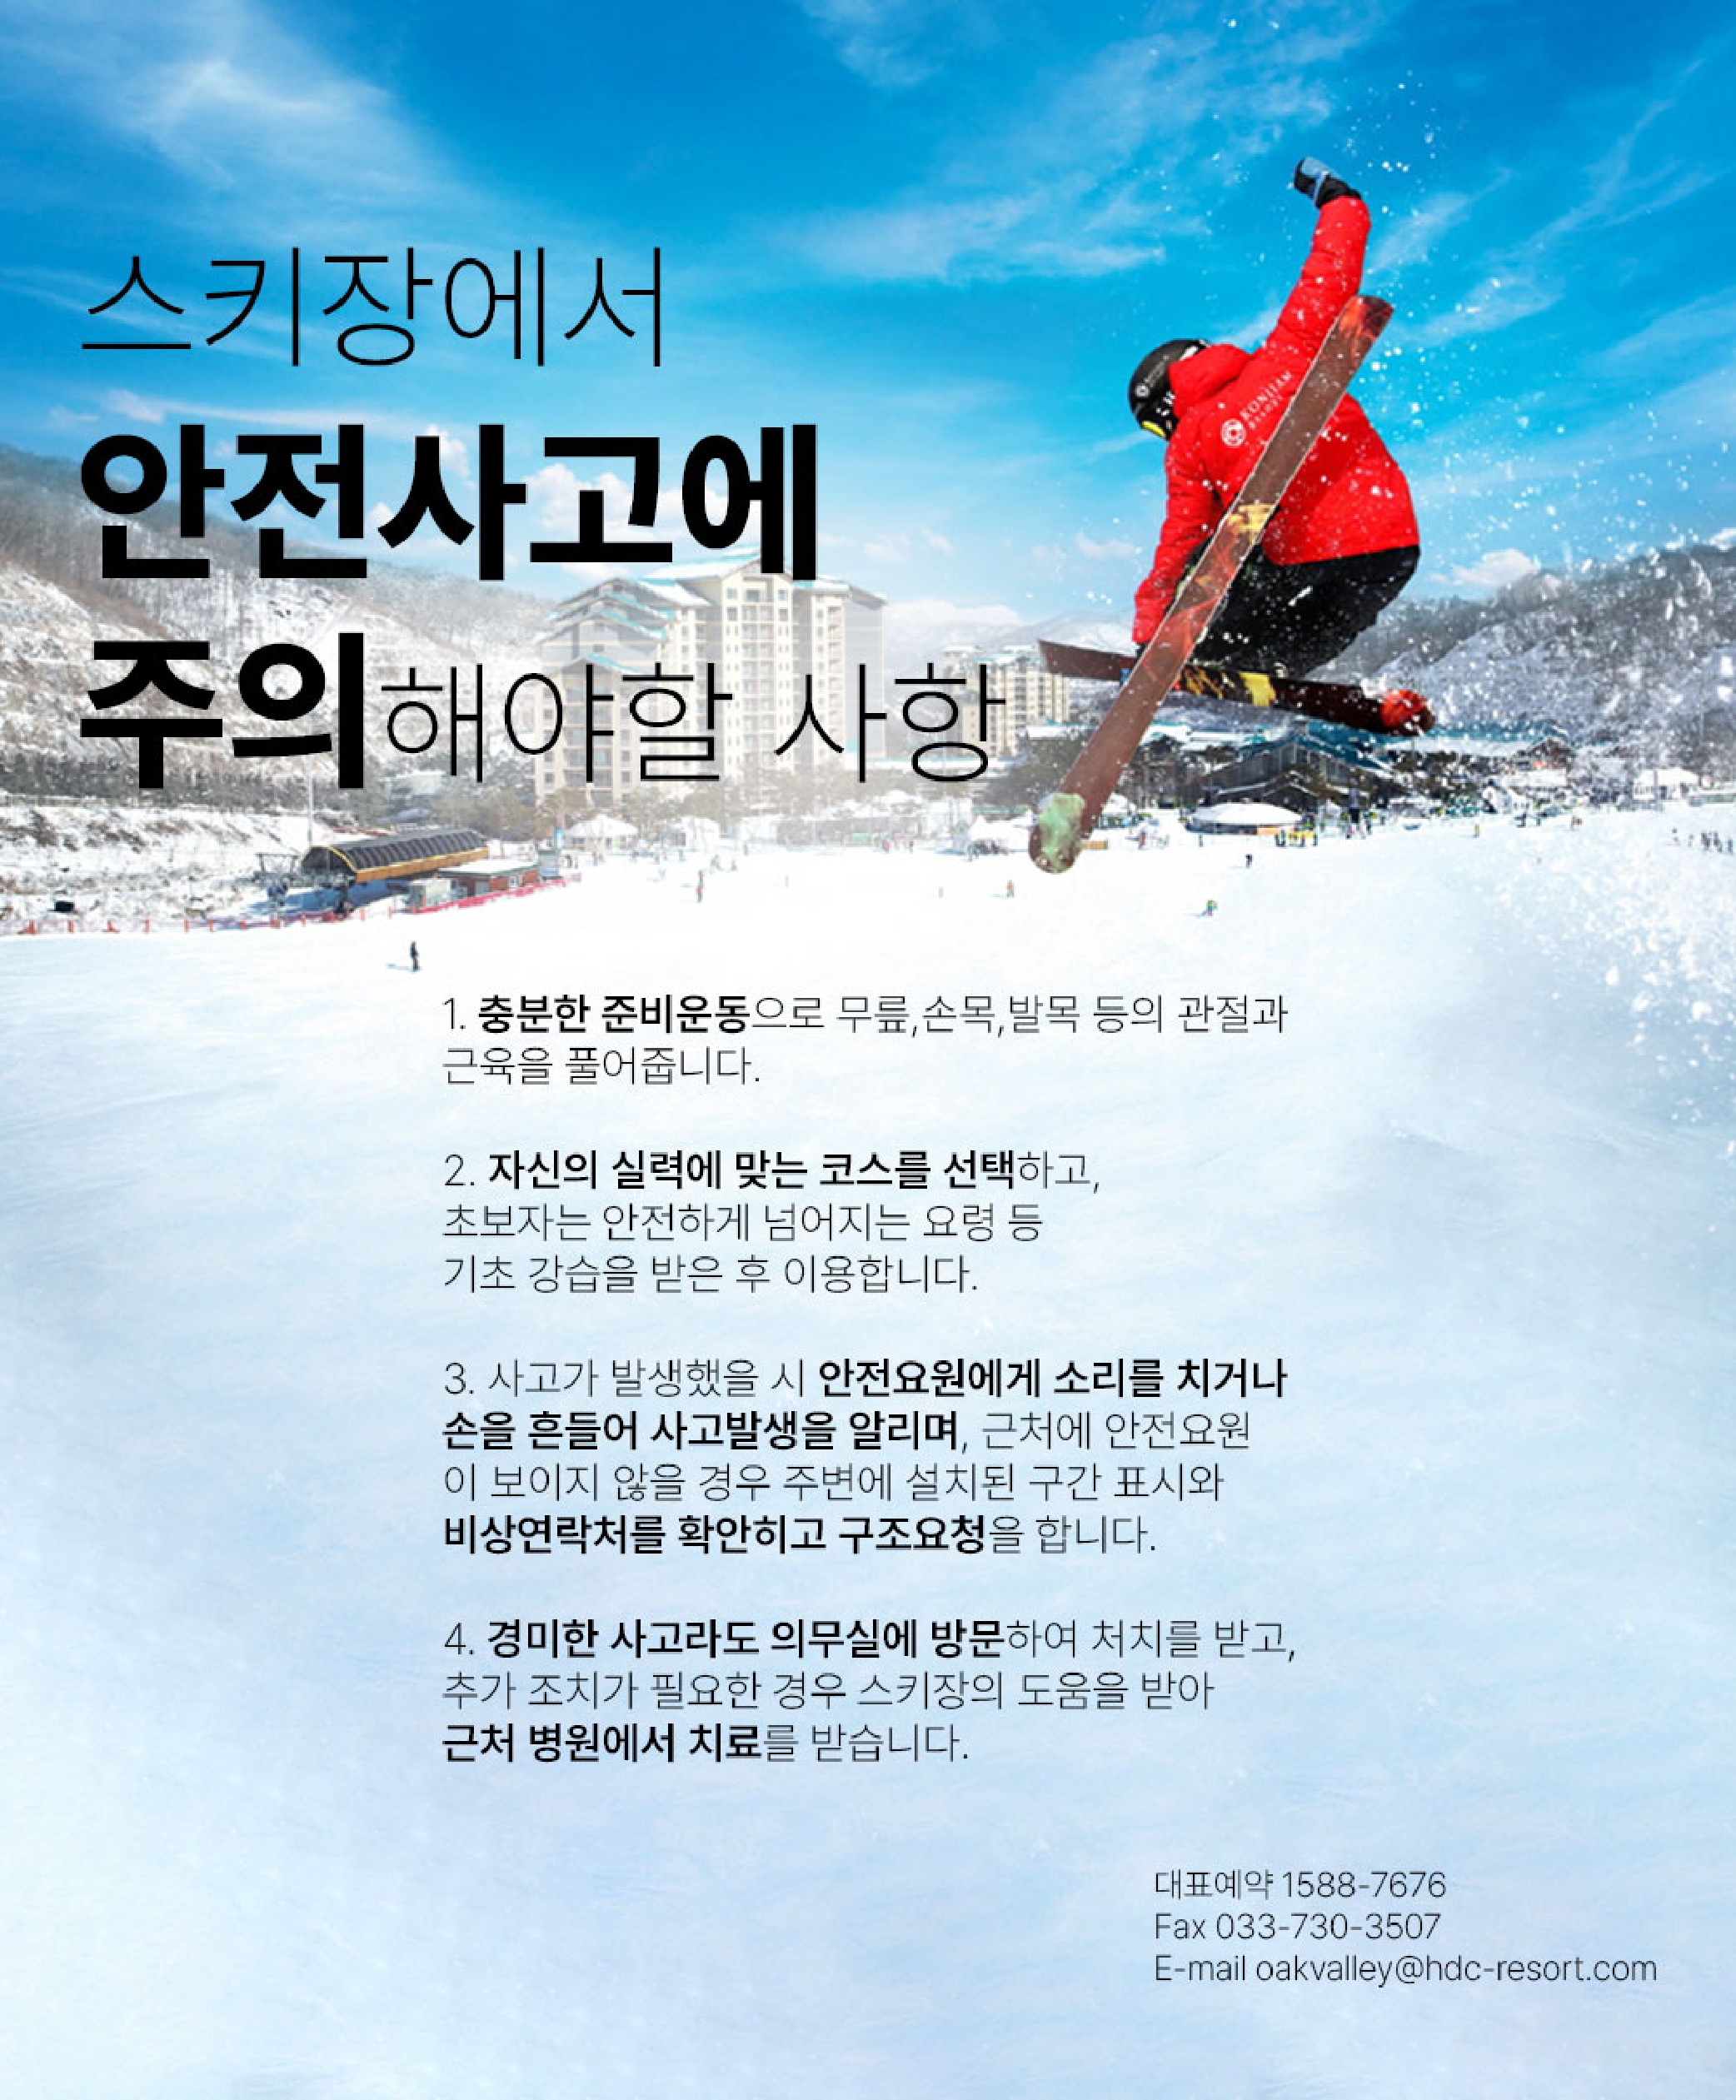 스키장에서
안전사고에
주의해야할 사항
KONJIAM
1. 충분한 준비운동으로 무릎,손목,발목 등의 관절과
근육을 풀어줍니다.
2. 자신의 실력에 맞는 코스를 선택하고,
초보자는 안전하게 넘어지는 요령 등
기초 강습을 받은 후 이용합니다.
3. 사고가 발생했을 시 안전요원에게 소리를 치거나
손을 흔들어 사고발생을 알리며, 근처에 안전요원
이 보이지 않을 경우 주변에 설치된 구간 표시와
비상연락처를 확안히고 구조요청을 합니다.
4. 경미한 사고라도 의무실에 방문하여 처치를 받고,
추가 조치가 필요한 경우 스키장의 도움을 받아
근처 병원에서 치료를 받습니다.
대표예약 1588-7676
Fax 033-730-3507
E-mail oakvalley@hdc-resort.com